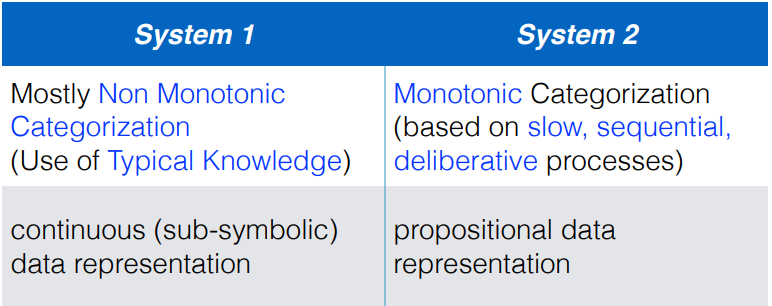 System 1
System 2
Mostly Non Monotonic
Categorization
(Use of Typical Knowledge)
Monotonic Categorization
(based on slow, sequential,
deliberative processes)
continuous (sub-symbolic)
data representation
propositional data
representation